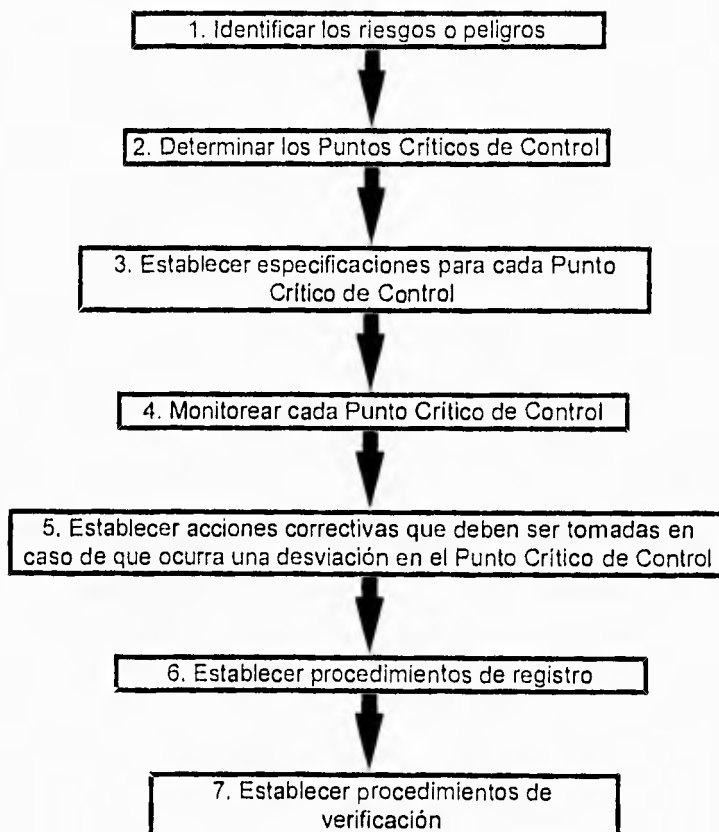 1. Identificar los riesgos o peligros
2. Determinar los Puntos Críticos de Control
3. Establecer especificaciones para cada Punto
Crítico de Control
4. Monitorear cada Punto Crítico de Control
5. Establecer acciones correctivas que deben ser tomadas en
caso de que ocurra una desviación en el Punto Crítico de Control
6. Establecer procedimientos de registro
7. Establecer procedimientos de
verificación